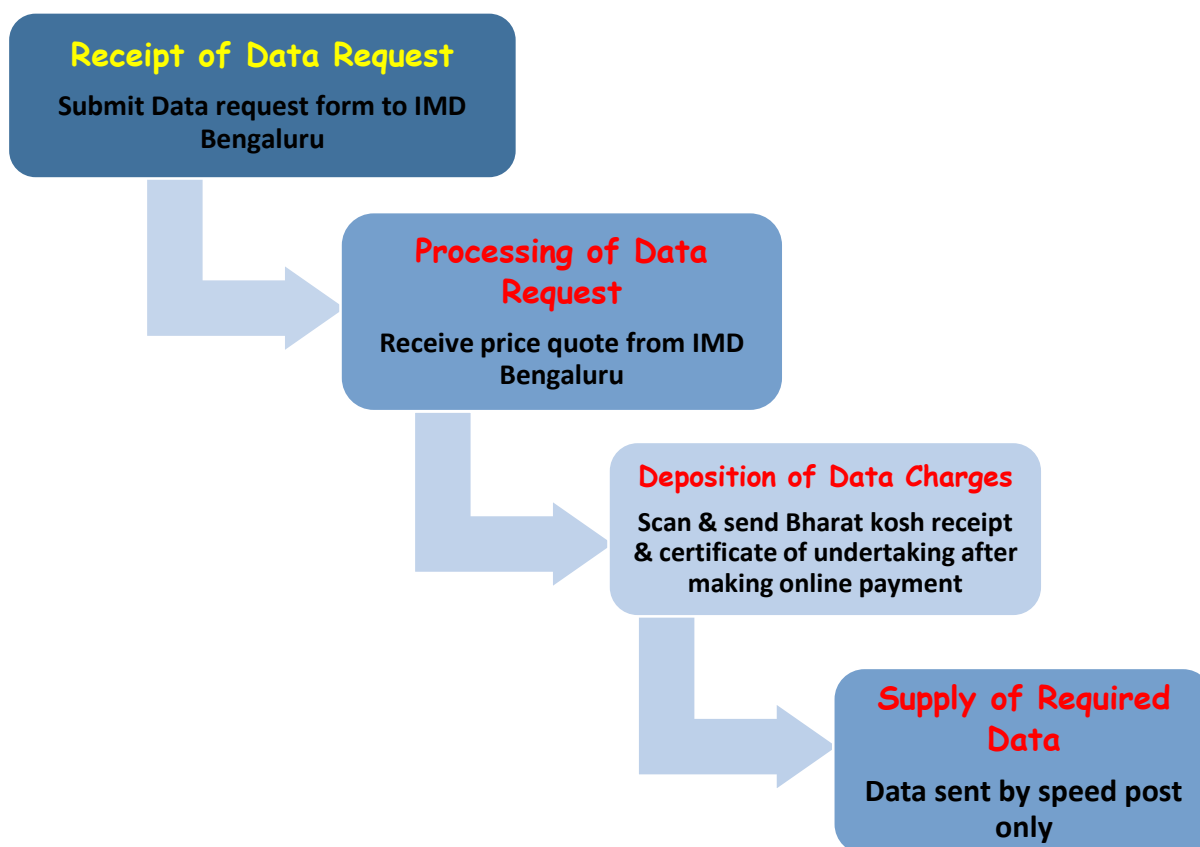 Receipt of Data Request
Submit Data request form to IMD
Bengaluru
Processing of Data
Request
Receive price quote from IMD
Bengaluru
Deposition of Data Charges
Scan & send Bharat kosh receipt
& certificate of undertaking after
making online payment
Supply of Required
Data
Data sent by speed post
only